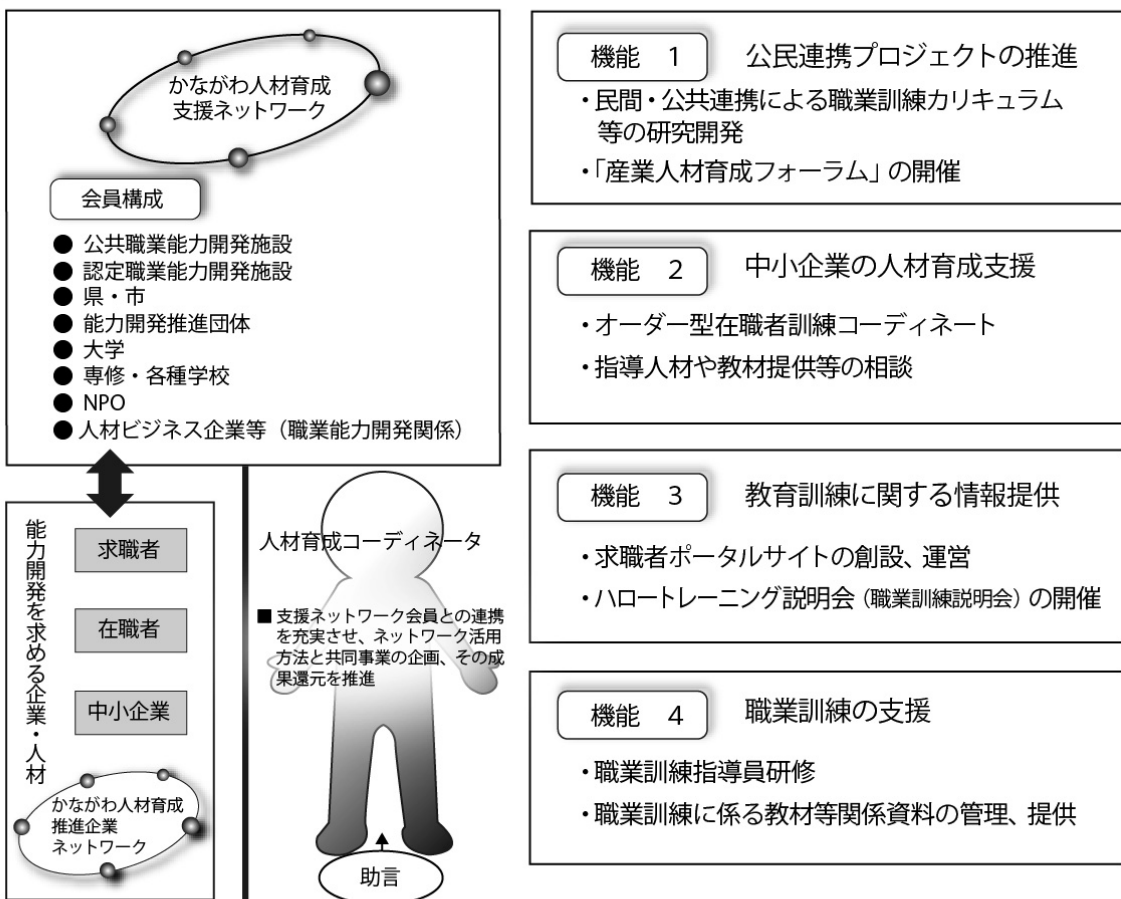 かながわ人材育成
支援ネットワーク
会員構成
● 公共職業能力開発施設
● 認定職業能力開発施設
● 県・市
● 能力開発推進団体
● 大学
● 専修・各種学校
● NPO
● 人材ビジネス企業等（職業能力開発関係）
能力開発を求める企業・人材
求職者
在職者
中小企業
かながわ人材育成
推進企業
ネットワーク
人材育成コーディネータ
■ 支援ネットワーク会員との連携
を充実させ、ネットワーク活用
方法と共同事業の企画、その成
果還元を推進
助言
機能 1 公民連携プロジェクトの推進
・民間・公共連携による職業訓練カリキュラム
等の研究開発
・「産業人材育成フォーラム」の開催
機能 2 中小企業の人材育成支援
・オーダー型在職者訓練コーディネート
・指導人材や教材提供等の相談
機能 3 教育訓練に関する情報提供
・求職者ポータルサイトの創設、運営
・ハロートレーニング説明会（職業訓練説明会）の開催
機能 4 職業訓練の支援
・職業訓練指導員研修
・職業訓練に係る教材等関係資料の管理、提供